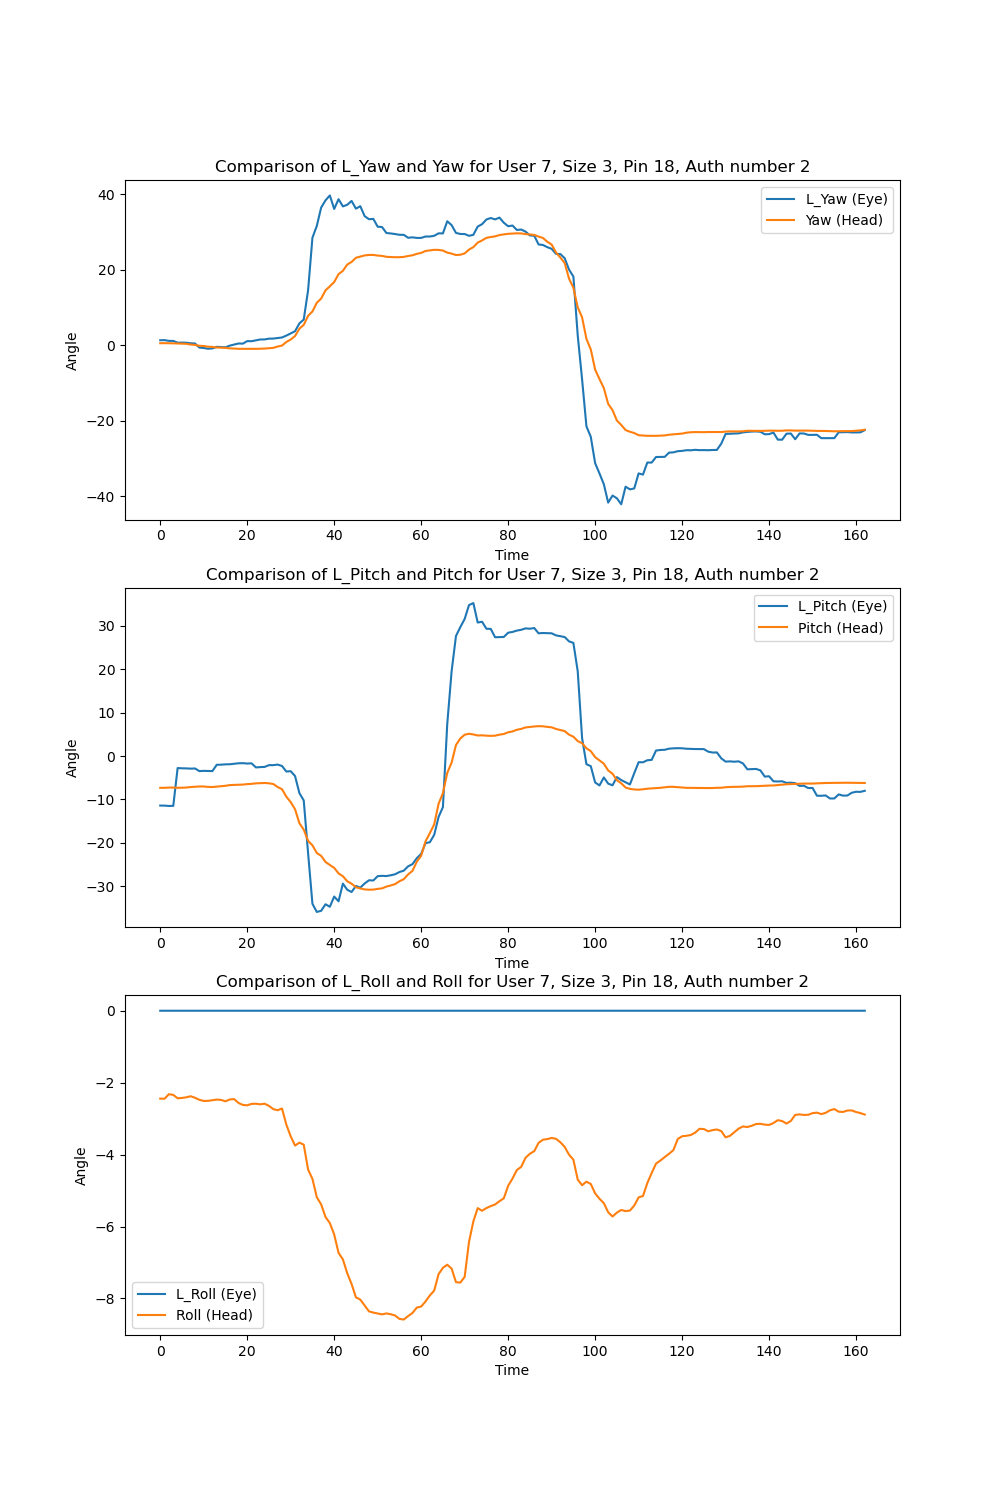 Comparison of L_Yaw and Yaw for User 7, Size 3, Pin 18, Auth number 2
L_Yaw (Eye)
Yaw (Head)
40
20
0
−20
−40
Angle
0 20 40 60 80 100 120 140 160
Time
Comparison of L_Pitch and Pitch for User 7, Size 3, Pin 18, Auth number 2
L_Pitch (Eye)
Pitch (Head)
30
20
10
0
−10
−20
−30
Angle
0 20 40 60 80 100 120 140 160
Time
Comparison of L_Roll and Roll for User 7, Size 3, Pin 18, Auth number 2
0
−2
−4
−6
−8
Angle
L_Roll (Eye)
Roll (Head)
0 20 40 60 80 100 120 140 160
Time